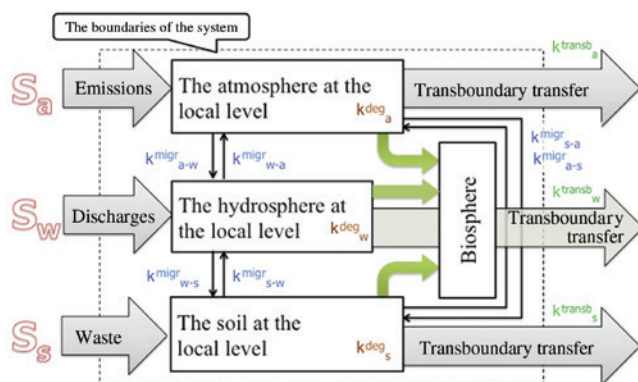 The boundaries of the system
S_a
Emissions
The atmosphere at the
local level
k^deg_a
k^transb_a
Transboundary transfer
k^migr_a-w
k^migr_w-a
k^migr_s-a
k^migr_a-s
S_w
Discharges
The hydrosphere at
the local level
k^deg_w
Biosphere
k^transb_w
Transboundary
transfer
k^migr_w-s
k^migr_s-w
S_s
Waste
The soil at the
local level
k^deg_s
k^transb_s
Transboundary transfer